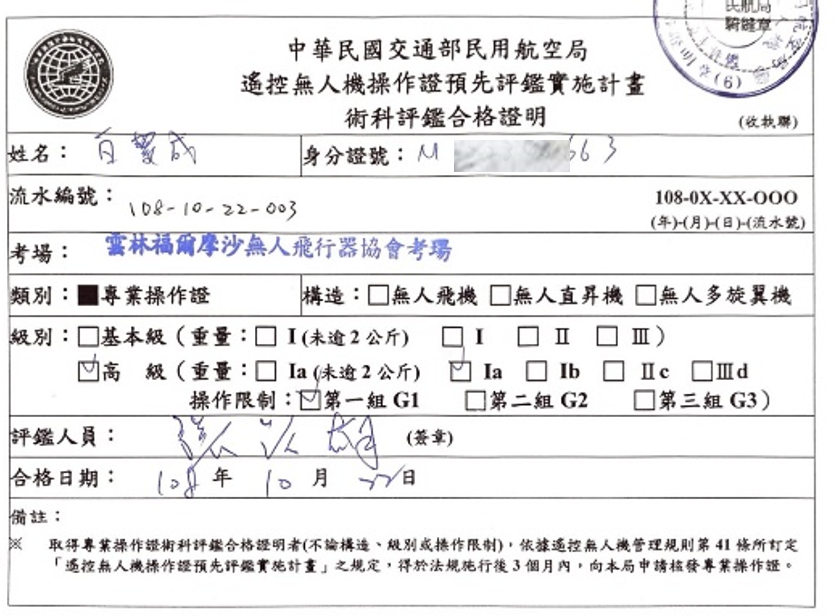 民航局
騎縫章
(6)
中華民國交通部民用航空局
遙控無人機操作證預先評鑑實施計畫
術科評鑑合格證明
(收執聯)
姓名：
身分證號：M 663
流水編號：108-10-22-003
108-0X-XX-OOO
(年)-(月)-(日)-(流水號)
考場：雲林福爾摩沙無人飛行器協會考場
類別：■專業操作證
構造：□無人飛機 □無人直昇機 □無人多旋翼機
級別：□基本級（重量：□ I (未逾2公斤) □ I □ II □ III）
☑高 級（重量：□ Ia (未逾2公斤) ☑ Ia □ Ib □ IIc □IIId
操作限制：☑第一組 G1 □第二組 G2 □第三組 G3）
評鑑人員： (簽章)
合格日期：108 年 10 月 22 日
備註：
※ 取得專業操作證術科評鑑合格證明者(不論構造、級別或操作限制)，依據遙控無人機管理規則第 41 條所訂定
「遙控無人機操作證預先評鑑實施計畫」之規定，得於法規施行後 3 個月內，向本局申請核發專業操作證。